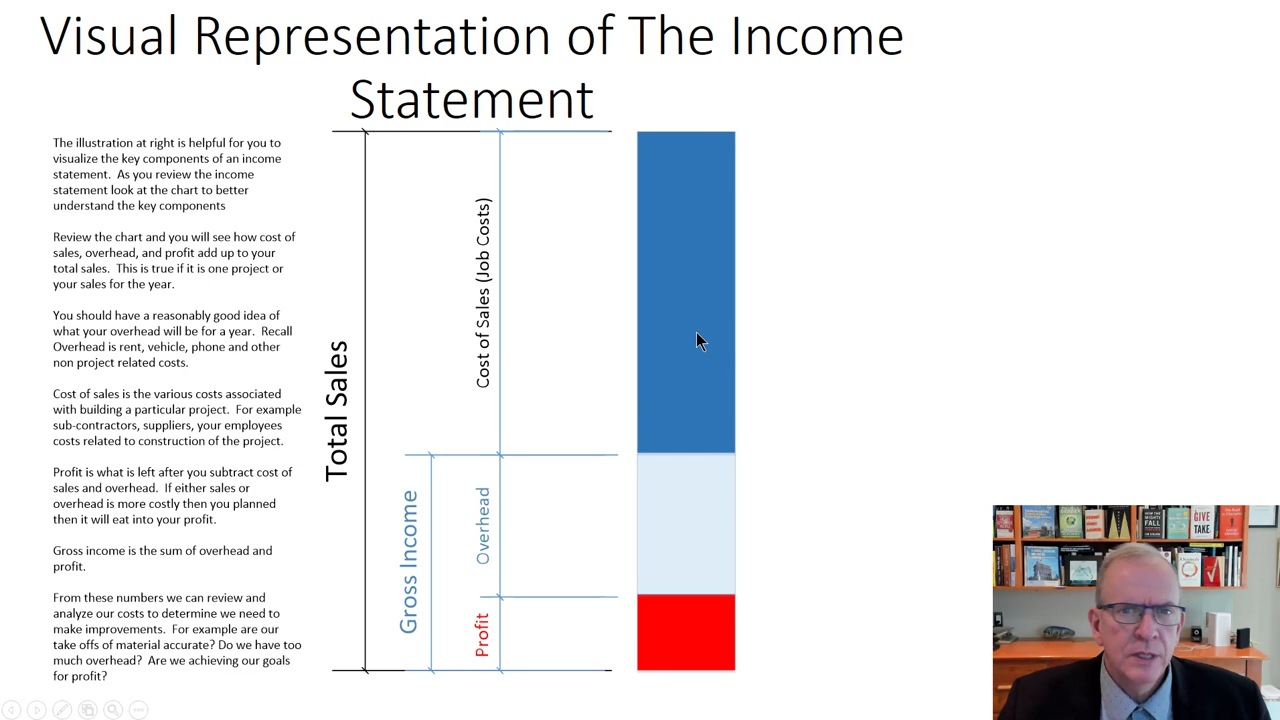 Visual Representation of The Income
Statement
The illustration at right is helpful for you to
visualize the key components of an income
statement.  As you review the income
statement look at the chart to better
understand the key components
Review the chart and you will see how cost of
sales, overhead, and profit add up to your
total sales.  This is true if it is one project or
your sales for the year.
You should have a reasonably good idea of
what your overhead will be for a year.  Recall
Overhead is rent, vehicle, phone and other
non project related costs.
Cost of sales is the various costs associated
with building a particular project.  For example
sub-contractors, suppliers, your employees
costs related to construction of the project.
Profit is what is left after you subtract cost of
sales and overhead.  If either sales or
overhead is more costly then you planned
then it will eat into your profit.
Gross income is the sum of overhead and
profit.
From these numbers we can review and
analyze our costs to determine we need to
make improvements.  For example are our
take offs of material accurate? Do we have too
much overhead?  Are we achieving our goals
for profit?
Total Sales
Gross Income
Cost of Sales (Job Costs)
Overhead
Profit
HOW THE
MIGHTY
FALL
GIVE
TAKE